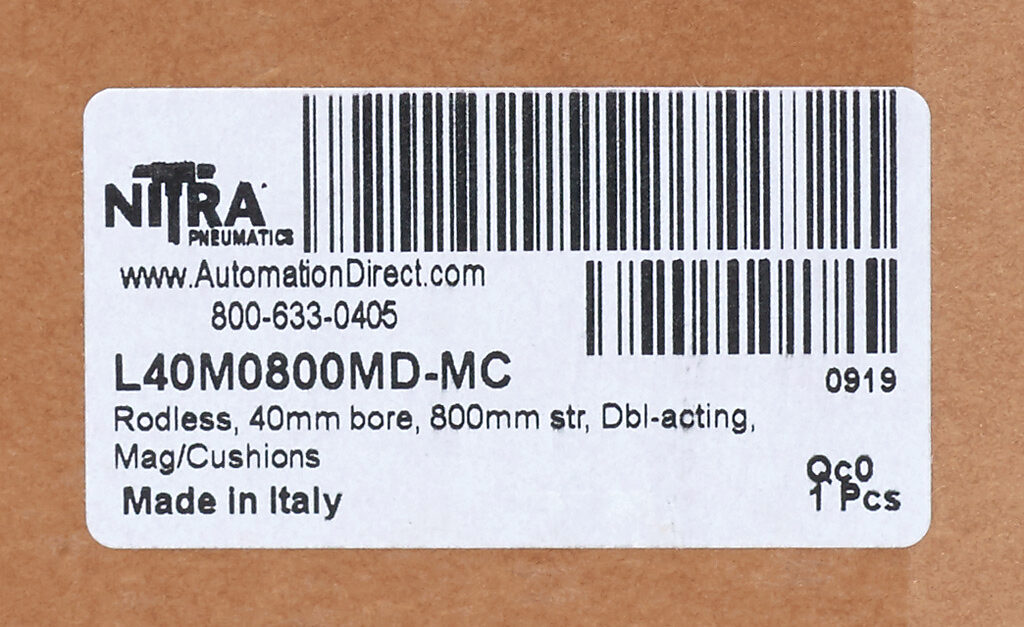 NITRA
PNEUMATICS
www.AutomationDirect.com
800-633-0405
L40M0800MD-MC
0919
Rodless, 40mm bore, 800mm str, Dbl-acting,
Mag/Cushions
Made in Italy
Qc0
1 Pcs